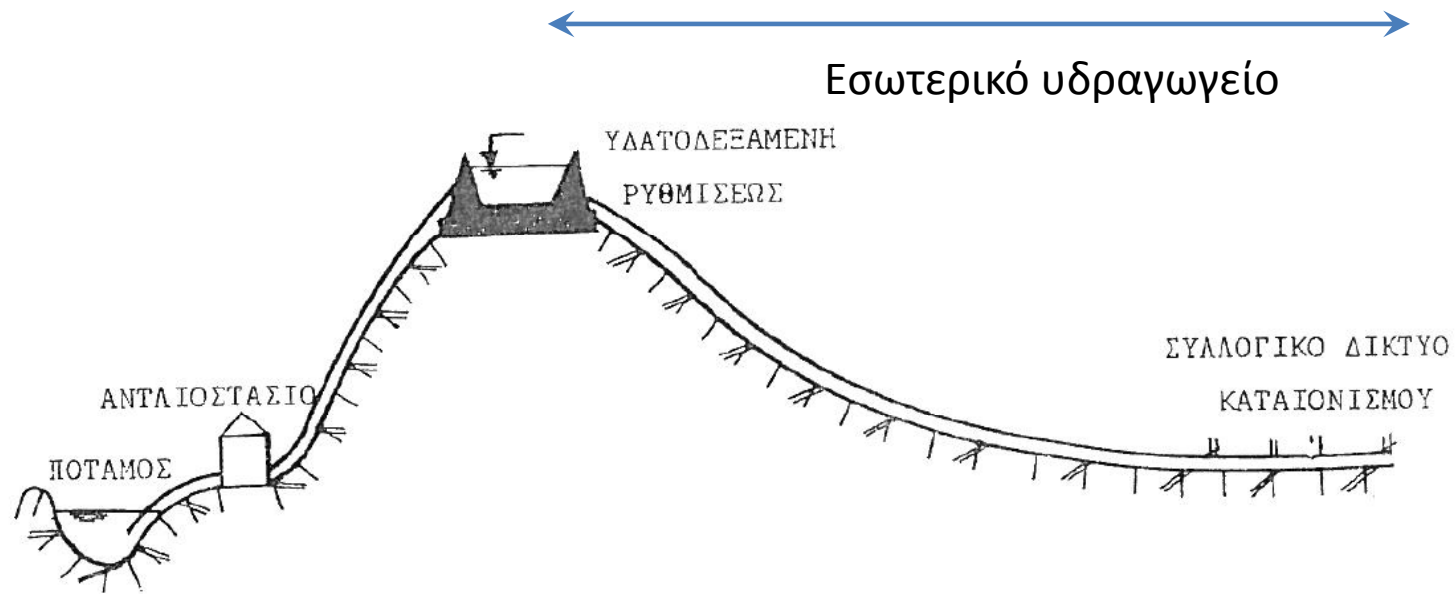 Εσωτερικό υδραγωγείο
ΥΔΑΤΟΔΕΞΑΜΕΝΗ
ΡΥΘΜΙΣΕΩΣ
ΣΥΛΛΟΓΙΚΟ ΔΙΚΤΥΟ
ΚΑΤΑΙΟΝΙΣΜΟΥ
ΑΝΤΛΙΟΣΤΑΣΙΟ
ΠΟΤΑΜΟΣ